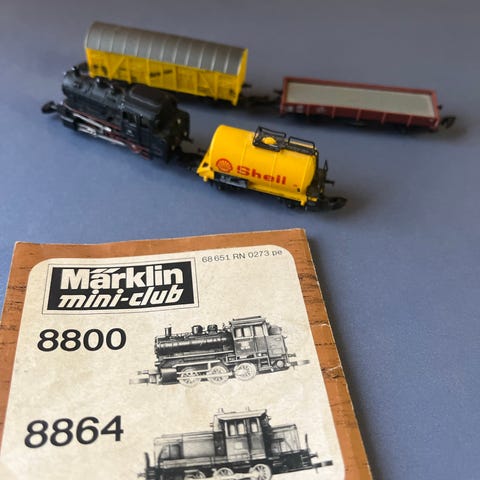 Shell
68 651 RN 0273 pe
Märklin
mini-club
8800
8864